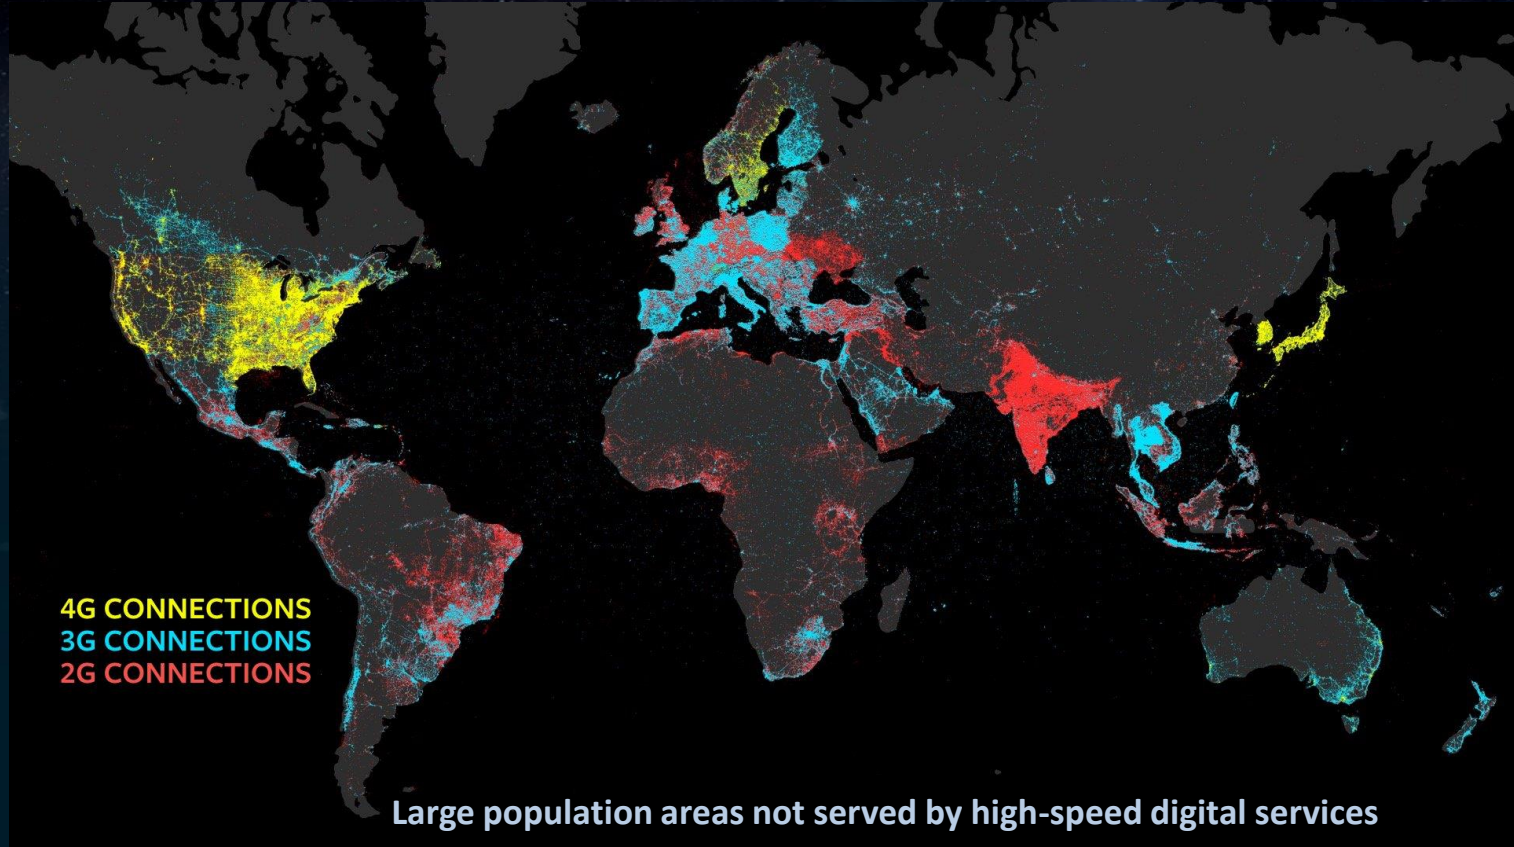 4G CONNECTIONS
3G CONNECTIONS
2G CONNECTIONS
Large population areas not served by high-speed digital services